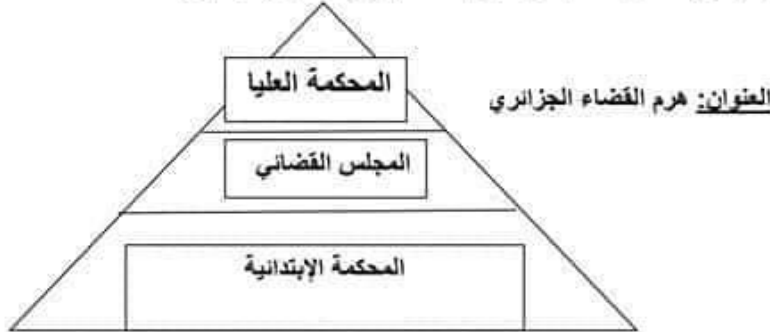 المحكمة العليا
العنوان: هرم القضاء الجزائري
المجلس القضائي
المحكمة الإبتدائية